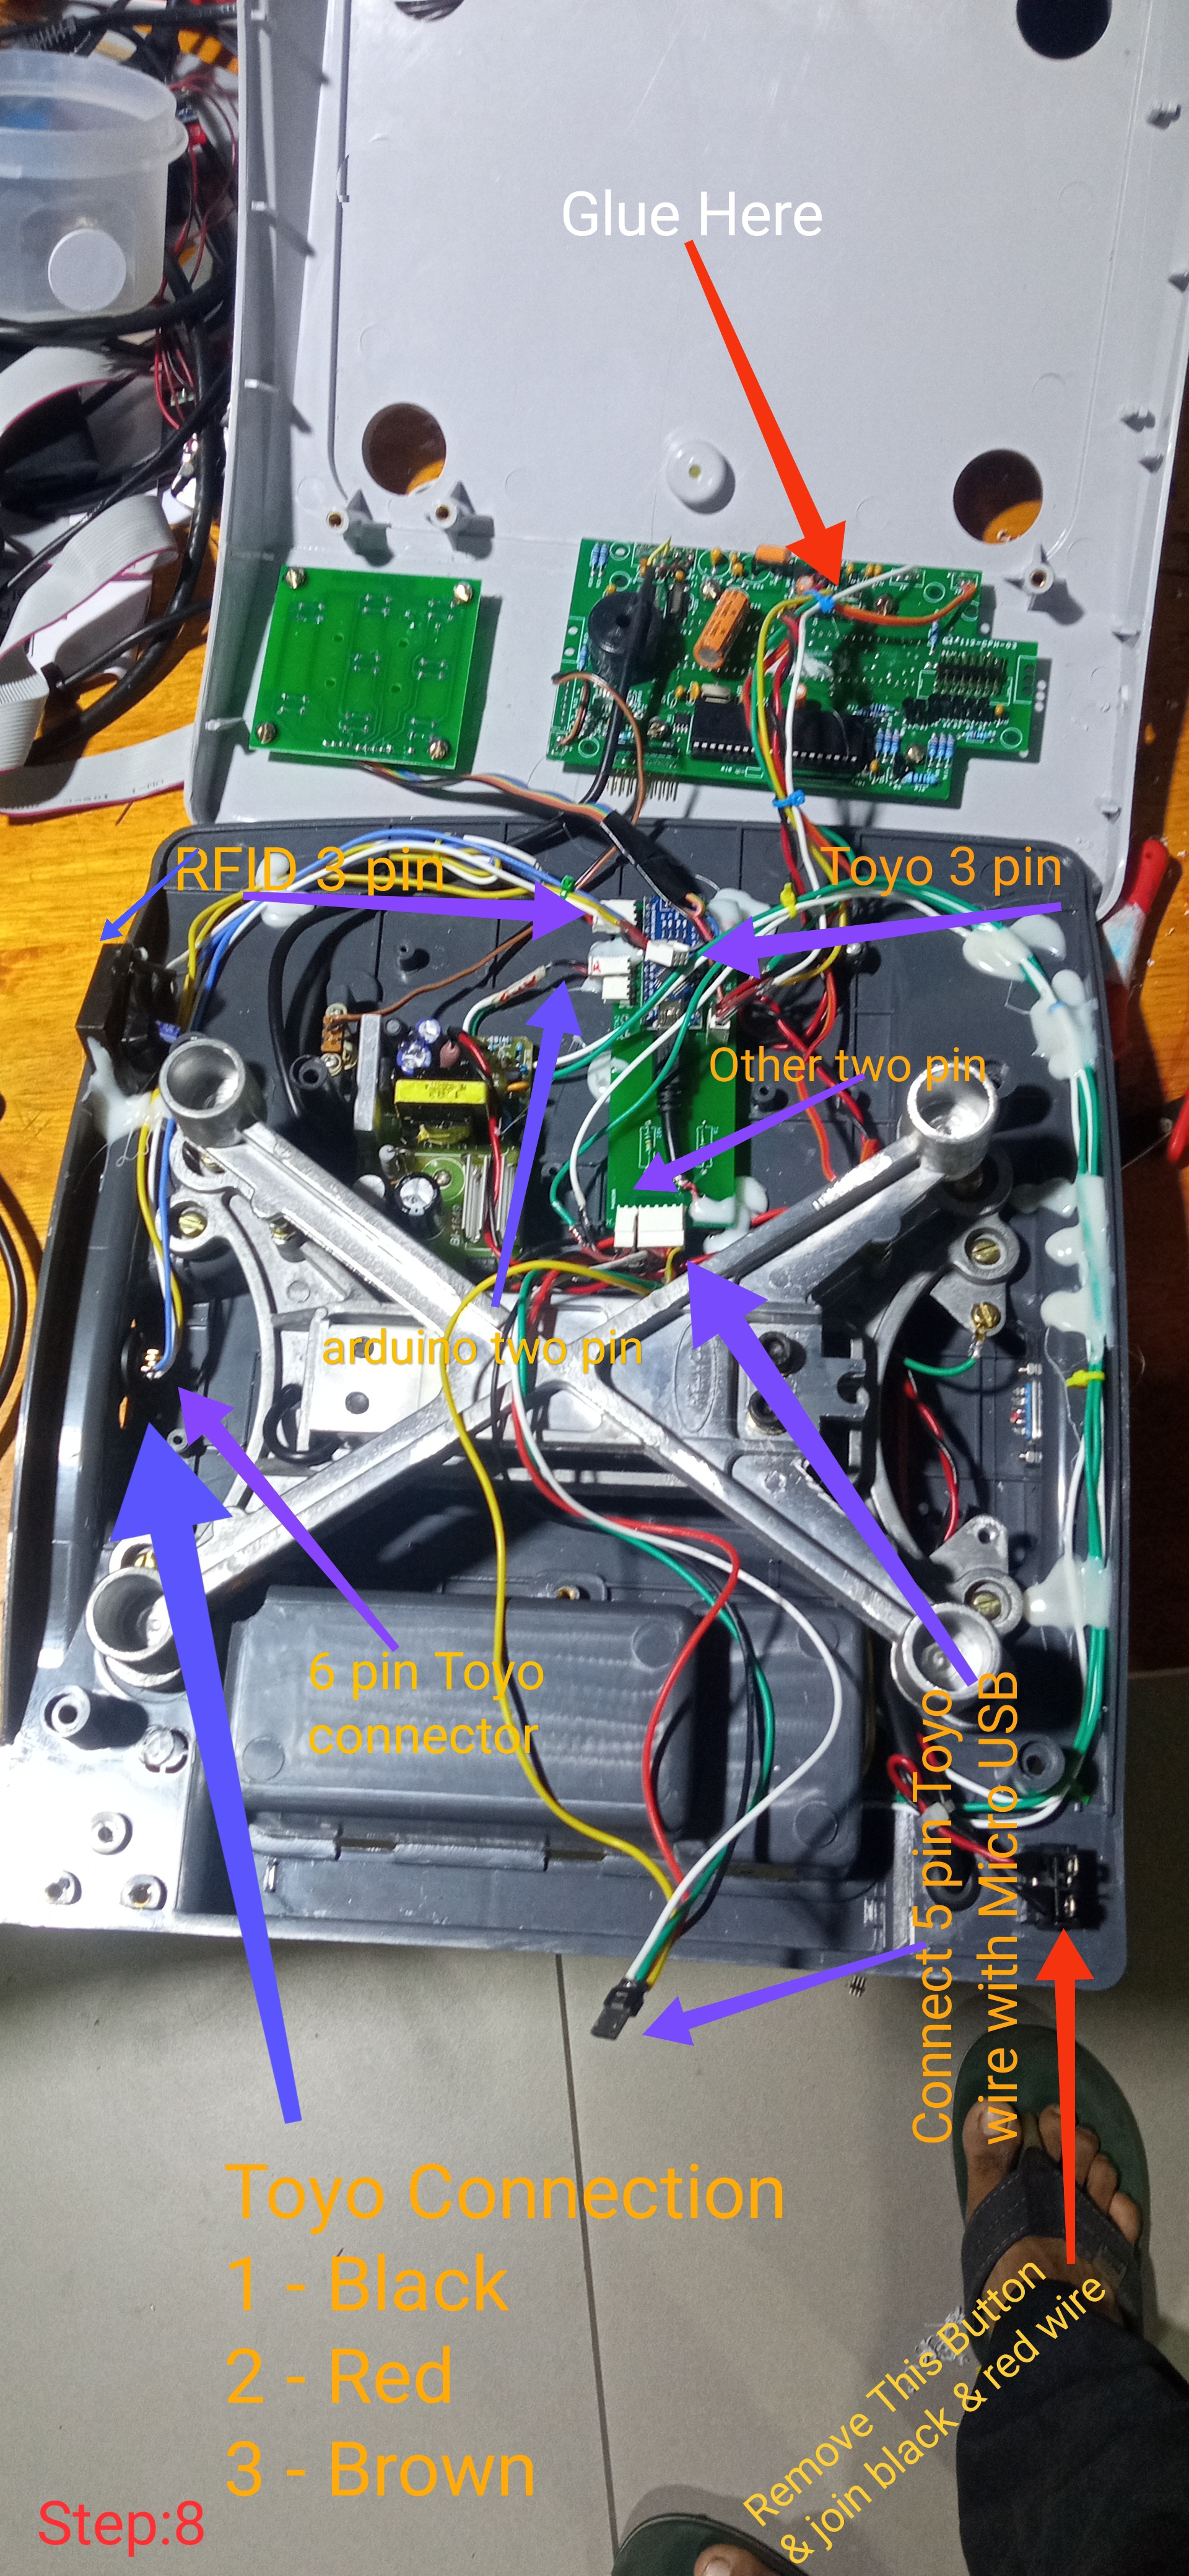 Glue Here
RFID 3 pin
Toyo 3 pin
Other two pin
arduino two pin
6 pin Toyo
connector
Connect 5 pin Toyo
wire with Micro USB
Toyo Connection
1 - Black
2 - Red
3 - Brown
Remove This Button
& join black & red wire
Step:8